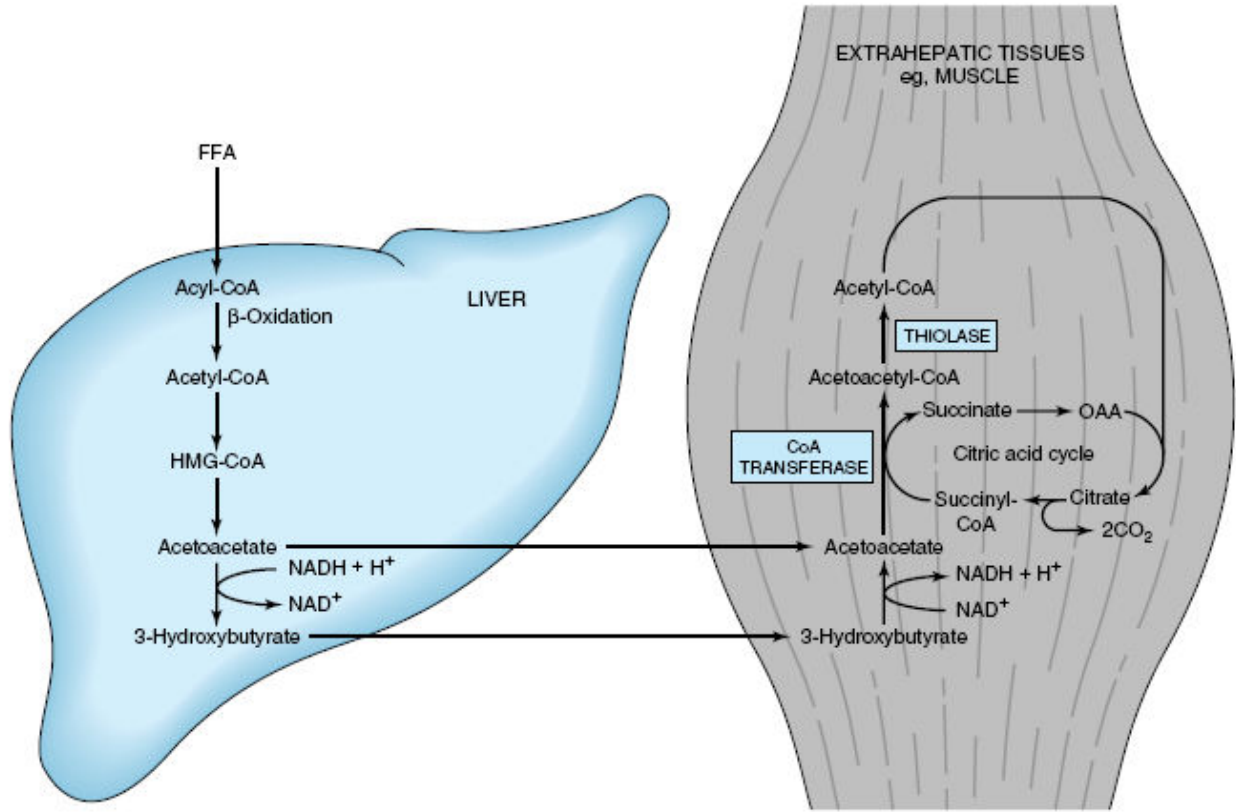 EXTRAHEPATIC TISSUES
eg, MUSCLE
FFA
Acyl-CoA
β-Oxidation
LIVER
Acetyl-CoA
HMG-CoA
Acetoacetate
NADH + H⁺
NAD⁺
3-Hydroxybutyrate
Acetyl-CoA
THIOLASE
Acetoacetyl-CoA
Succinate
OAA
CoA
TRANSFERASE
Citric acid cycle
Succinyl-
CoA
Citrate
2CO₂
Acetoacetate
NADH + H⁺
NAD⁺
3-Hydroxybutyrate